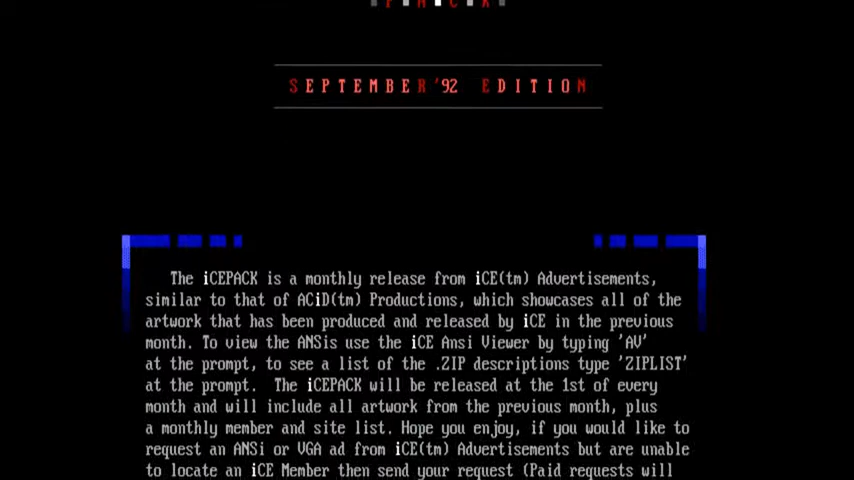 SEPTEMBER'92 EDITION
The iCEPACK is a monthly release from iCE(tm) Advertisements,
similar to that of ACiD(tm) Productions, which showcases all of the
artwork that has been produced and released by iCE in the previous
month. To view the ANSis use the iCE Ansi Viewer by typing 'AV'
at the prompt, to see a list of the .ZIP descriptions type 'ZIPLIST'
at the prompt.  The iCEPACK will be released at the 1st of every
month and will include all artwork from the previous month, plus
a monthly member and site list. Hope you enjoy, if you would like to
request an ANSi or VGA ad from iCE(tm) Advertisements but are unable
to locate an iCE Member then send your request (Paid requests will